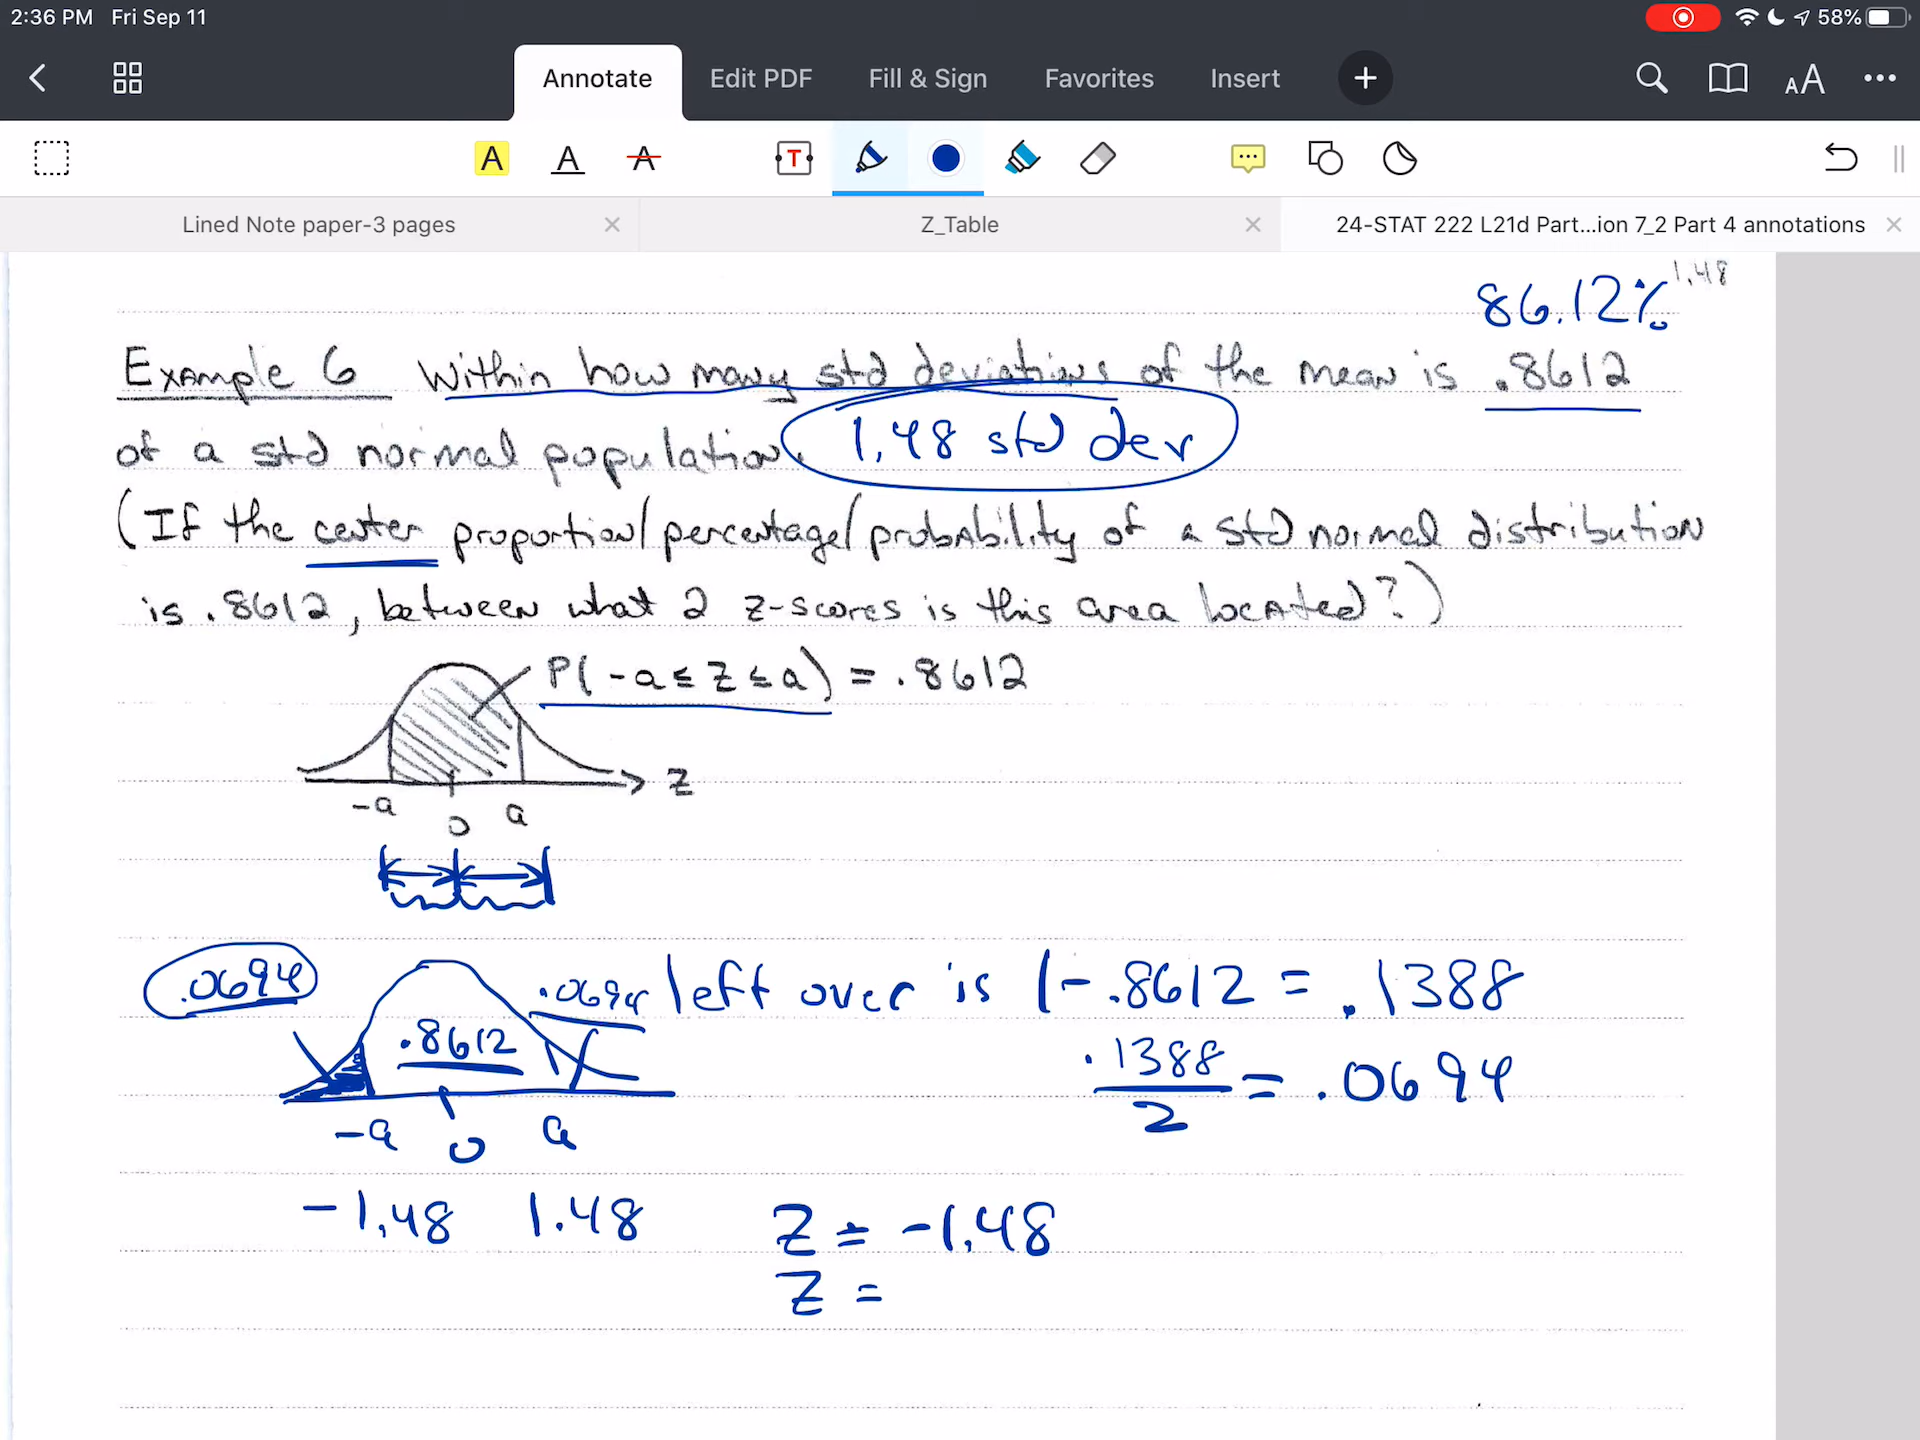 2:36 PM Fri Sep 11
58%
Annotate Edit PDF Fill & Sign Favorites Insert +
AA
A A A T
Lined Note paper-3 pages
Z_Table
24-STAT 222 L21d Part...ion 7_2 Part 4 annotations
86.12% 1.48
Example 6 Within how many std deviations of the mean is .8612
of a std normal population. 1.48 std dev
(If the center proportion/percentage/probability of a std normal distribution
is .8612, between what 2 z-scores is this area located?)
P(-a ≤ Z ≤ a) = .8612
Z
-a 0 a
.0694 .0694 left over is 1 - .8612 = .1388
.8612
.1388/2 = .0694
-a 0 a
-1.48 1.48 Z = -1.48
Z =